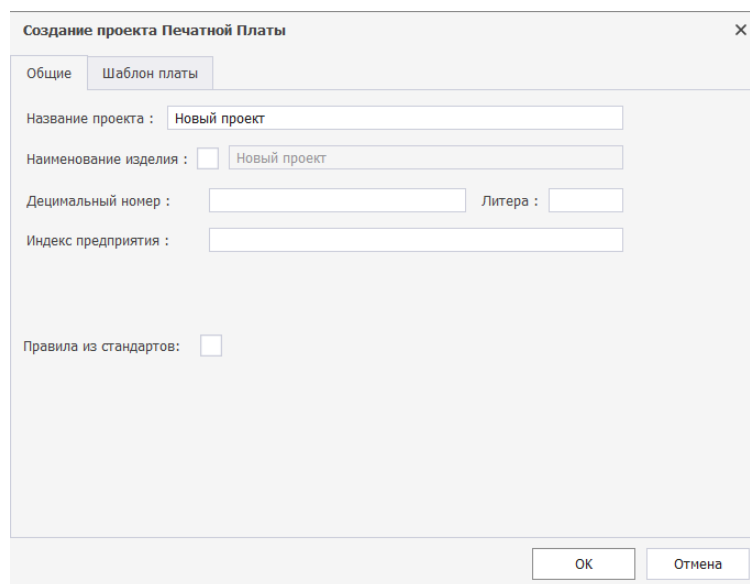 Создание проекта Печатной Платы
Общие Шаблон платы
Название проекта : Новый проект
Наименование изделия : Новый проект
Децимальный номер : Литера :
Индекс предприятия :
Правила из стандартов:
OK Отмена